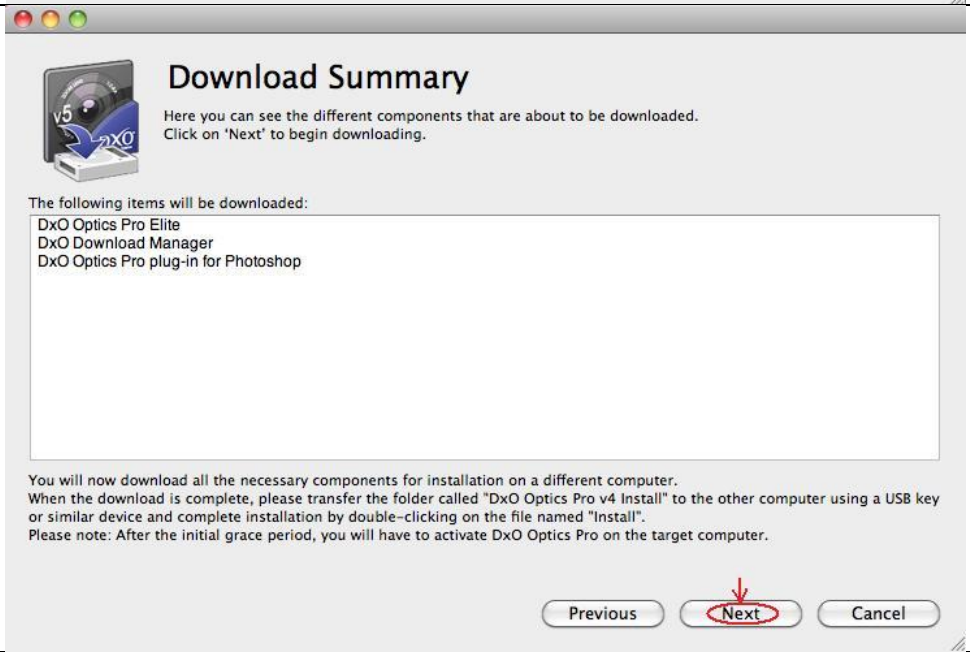 Download Summary
Here you can see the different components that are about to be downloaded.
Click on 'Next' to begin downloading.
v5
DXO
The following items will be downloaded:
DxO Optics Pro Elite
DxO Download Manager
DxO Optics Pro plug-in for Photoshop
You will now download all the necessary components for installation on a different computer.
When the download is complete, please transfer the folder called "DxO Optics Pro v4 Install" to the other computer using a USB key
or similar device and complete installation by double-clicking on the file named "Install".
Please note: After the initial grace period, you will have to activate DxO Optics Pro on the target computer.
Previous
Next
Cancel